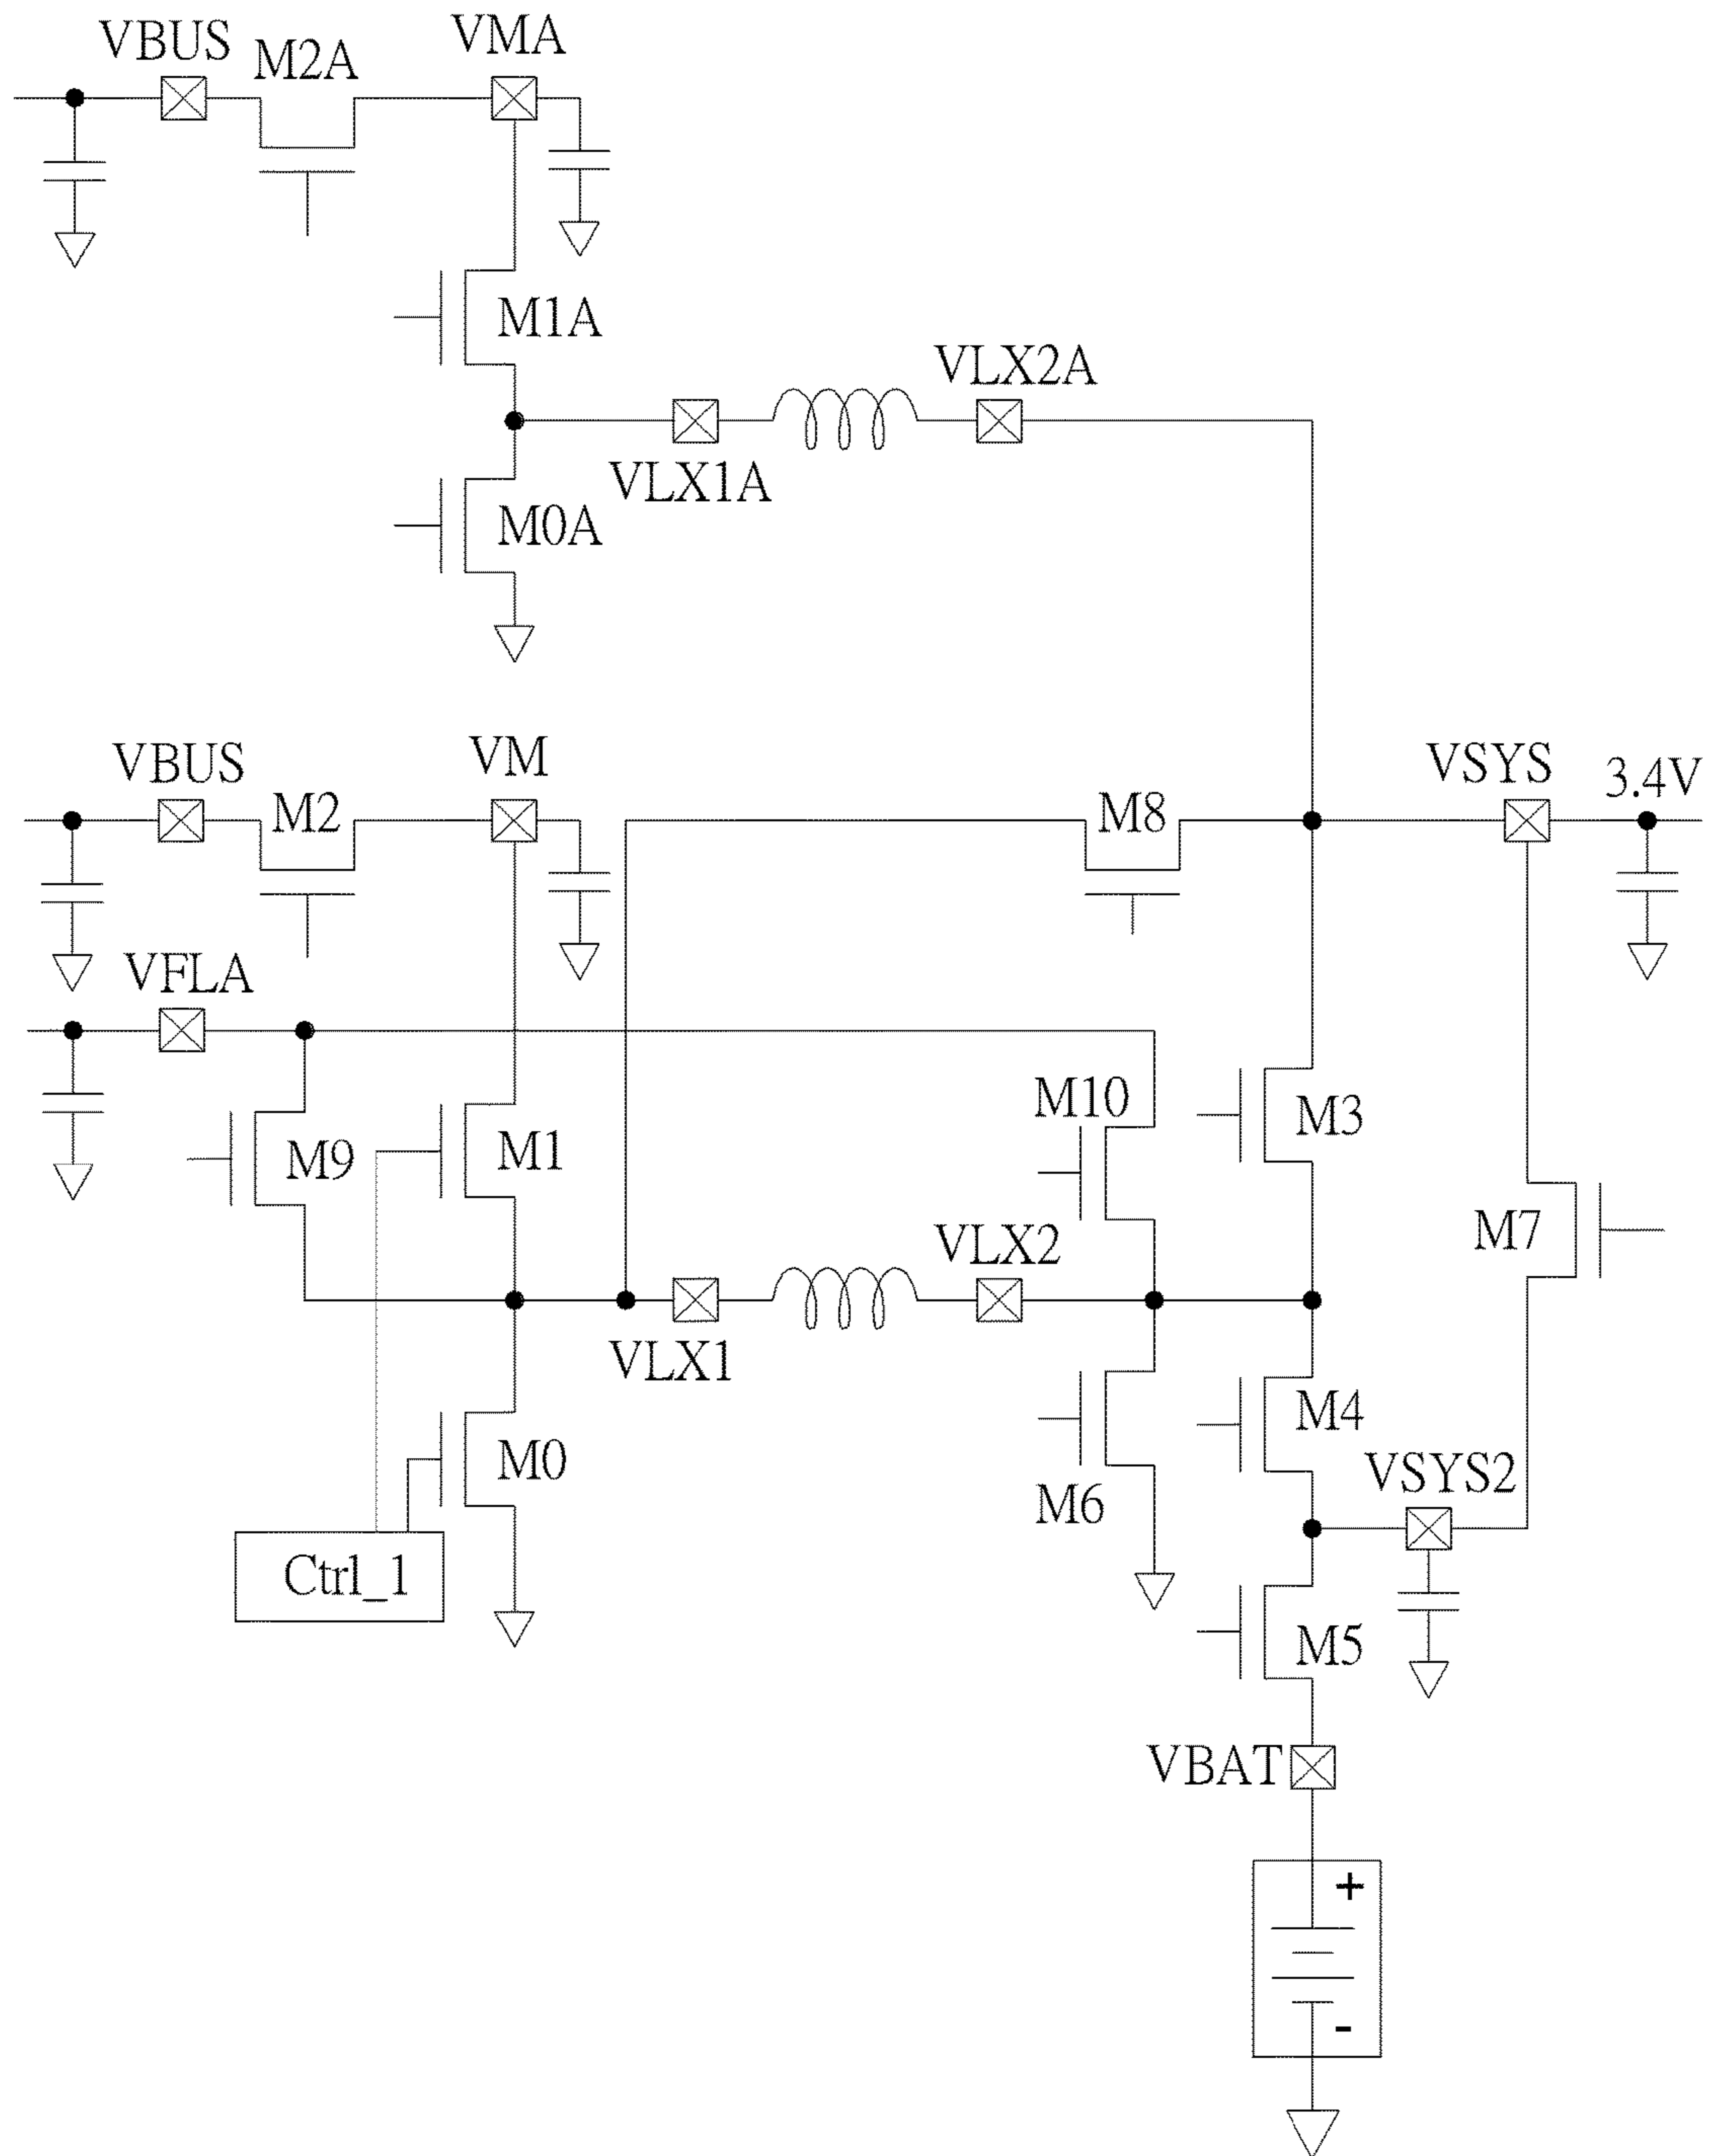 VBUS
M2A
VMA
M1A
VLX2A
VLX1A
M0A
VBUS
M2
VM
M8
VSYS
3.4V
VFLA
M10
M3
M9
M1
M7
VLX2
VLX1
M4
M0
VSYS2
M6
Ctrl_1
M5
VBAT
+
-